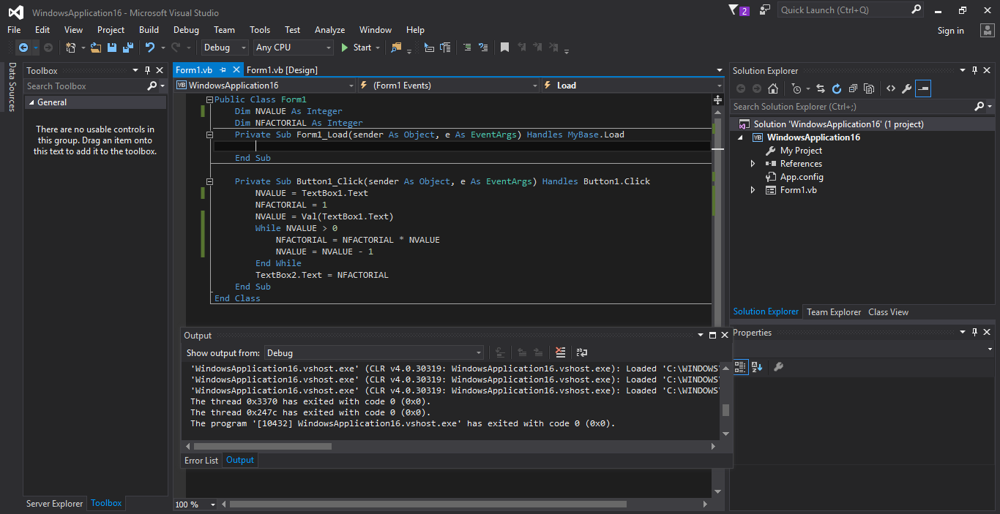 WindowsApplication16 - Microsoft Visual Studio
2
Quick Launch (Ctrl+Q)
File Edit View Project Build Debug Team Tools Test Analyze Window Help
Sign in
Debug Any CPU Start
Data Sources
Toolbox
Search Toolbox
General
There are no usable controls in
this group. Drag an item onto
this text to add it to the toolbox.
Server Explorer Toolbox
Form1.vb Form1.vb [Design]
VB WindowsApplication16 (Form1 Events) Load
Public Class Form1
Dim NVALUE As Integer
Dim NFACTORIAL As Integer
Private Sub Form1_Load(sender As Object, e As EventArgs) Handles MyBase.Load
End Sub
Private Sub Button1_Click(sender As Object, e As EventArgs) Handles Button1.Click
NVALUE = TextBox1.Text
NFACTORIAL = 1
NVALUE = Val(TextBox1.Text)
While NVALUE > 0
NFACTORIAL = NFACTORIAL * NVALUE
NVALUE = NVALUE - 1
End While
TextBox2.Text = NFACTORIAL
End Sub
End Class
Output
Show output from: Debug
'WindowsApplication16.vshost.exe' (CLR v4.0.30319: WindowsApplication16.vshost.exe): Loaded 'C:\WINDOWS
'WindowsApplication16.vshost.exe' (CLR v4.0.30319: WindowsApplication16.vshost.exe): Loaded 'C:\WINDOWS
'WindowsApplication16.vshost.exe' (CLR v4.0.30319: WindowsApplication16.vshost.exe): Loaded 'C:\WINDOWS
The thread 0x3370 has exited with code 0 (0x0).
The thread 0x247c has exited with code 0 (0x0).
The program '[10432] WindowsApplication16.vshost.exe' has exited with code 0 (0x0).
Error List Output
100 %
Solution Explorer
Search Solution Explorer (Ctrl+;)
Solution 'WindowsApplication16' (1 project)
VB WindowsApplication16
My Project
References
App.config
Form1.vb
Solution Explorer Team Explorer Class View
Properties